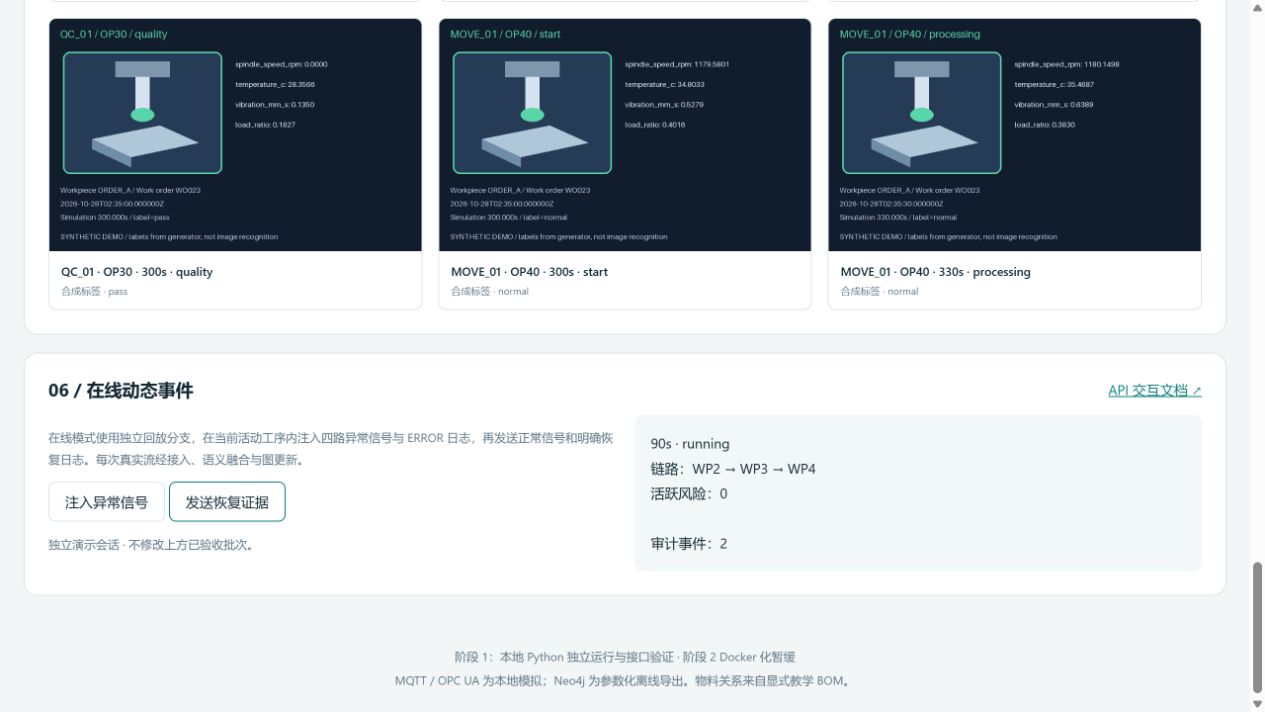 QC_01 / OP30 / quality
spindle_speed_rpm: 0.0000
temperature_c: 28.3566
vibration_mm_s: 0.1350
load_ratio: 0.1827
Workpiece ORDER_A / Work order WO023
2026-10-28T02:35:00.000000Z
Simulation 300.000s / label=pass
SYNTHETIC DEMO / labels from generator, not image recognition
QC_01 · OP30 · 300s · quality
合成标签 · pass
MOVE_01 / OP40 / start
spindle_speed_rpm: 1179.5801
temperature_c: 34.8033
vibration_mm_s: 0.5279
load_ratio: 0.4016
Workpiece ORDER_A / Work order WO023
2026-10-28T02:35:00.000000Z
Simulation 300.000s / label=normal
SYNTHETIC DEMO / labels from generator, not image recognition
MOVE_01 · OP40 · 300s · start
合成标签 · normal
MOVE_01 / OP40 / processing
spindle_speed_rpm: 1180.1498
temperature_c: 35.4687
vibration_mm_s: 0.6389
load_ratio: 0.3830
Workpiece ORDER_A / Work order WO023
2026-10-28T02:35:30.000000Z
Simulation 330.000s / label=normal
SYNTHETIC DEMO / labels from generator, not image recognition
MOVE_01 · OP40 · 330s · processing
合成标签 · normal
06 / 在线动态事件
API 交互文档 ↗
在线模式使用独立回放分支，在当前活动工序内注入四路异常信号与 ERROR 日志，再发送正常信号和明确恢
复日志。每次真实流经接入、语义融合与图更新。
注入异常信号
发送恢复证据
独立演示会话 · 不修改上方已验收批次。
90s · running
链路：WP2 → WP3 → WP4
活跃风险：0
审计事件：2
阶段 1：本地 Python 独立运行与接口验证 · 阶段 2 Docker 化暂缓
MQTT / OPC UA 为本地模拟；Neo4j 为参数化离线导出。物料关系来自显式教学 BOM。